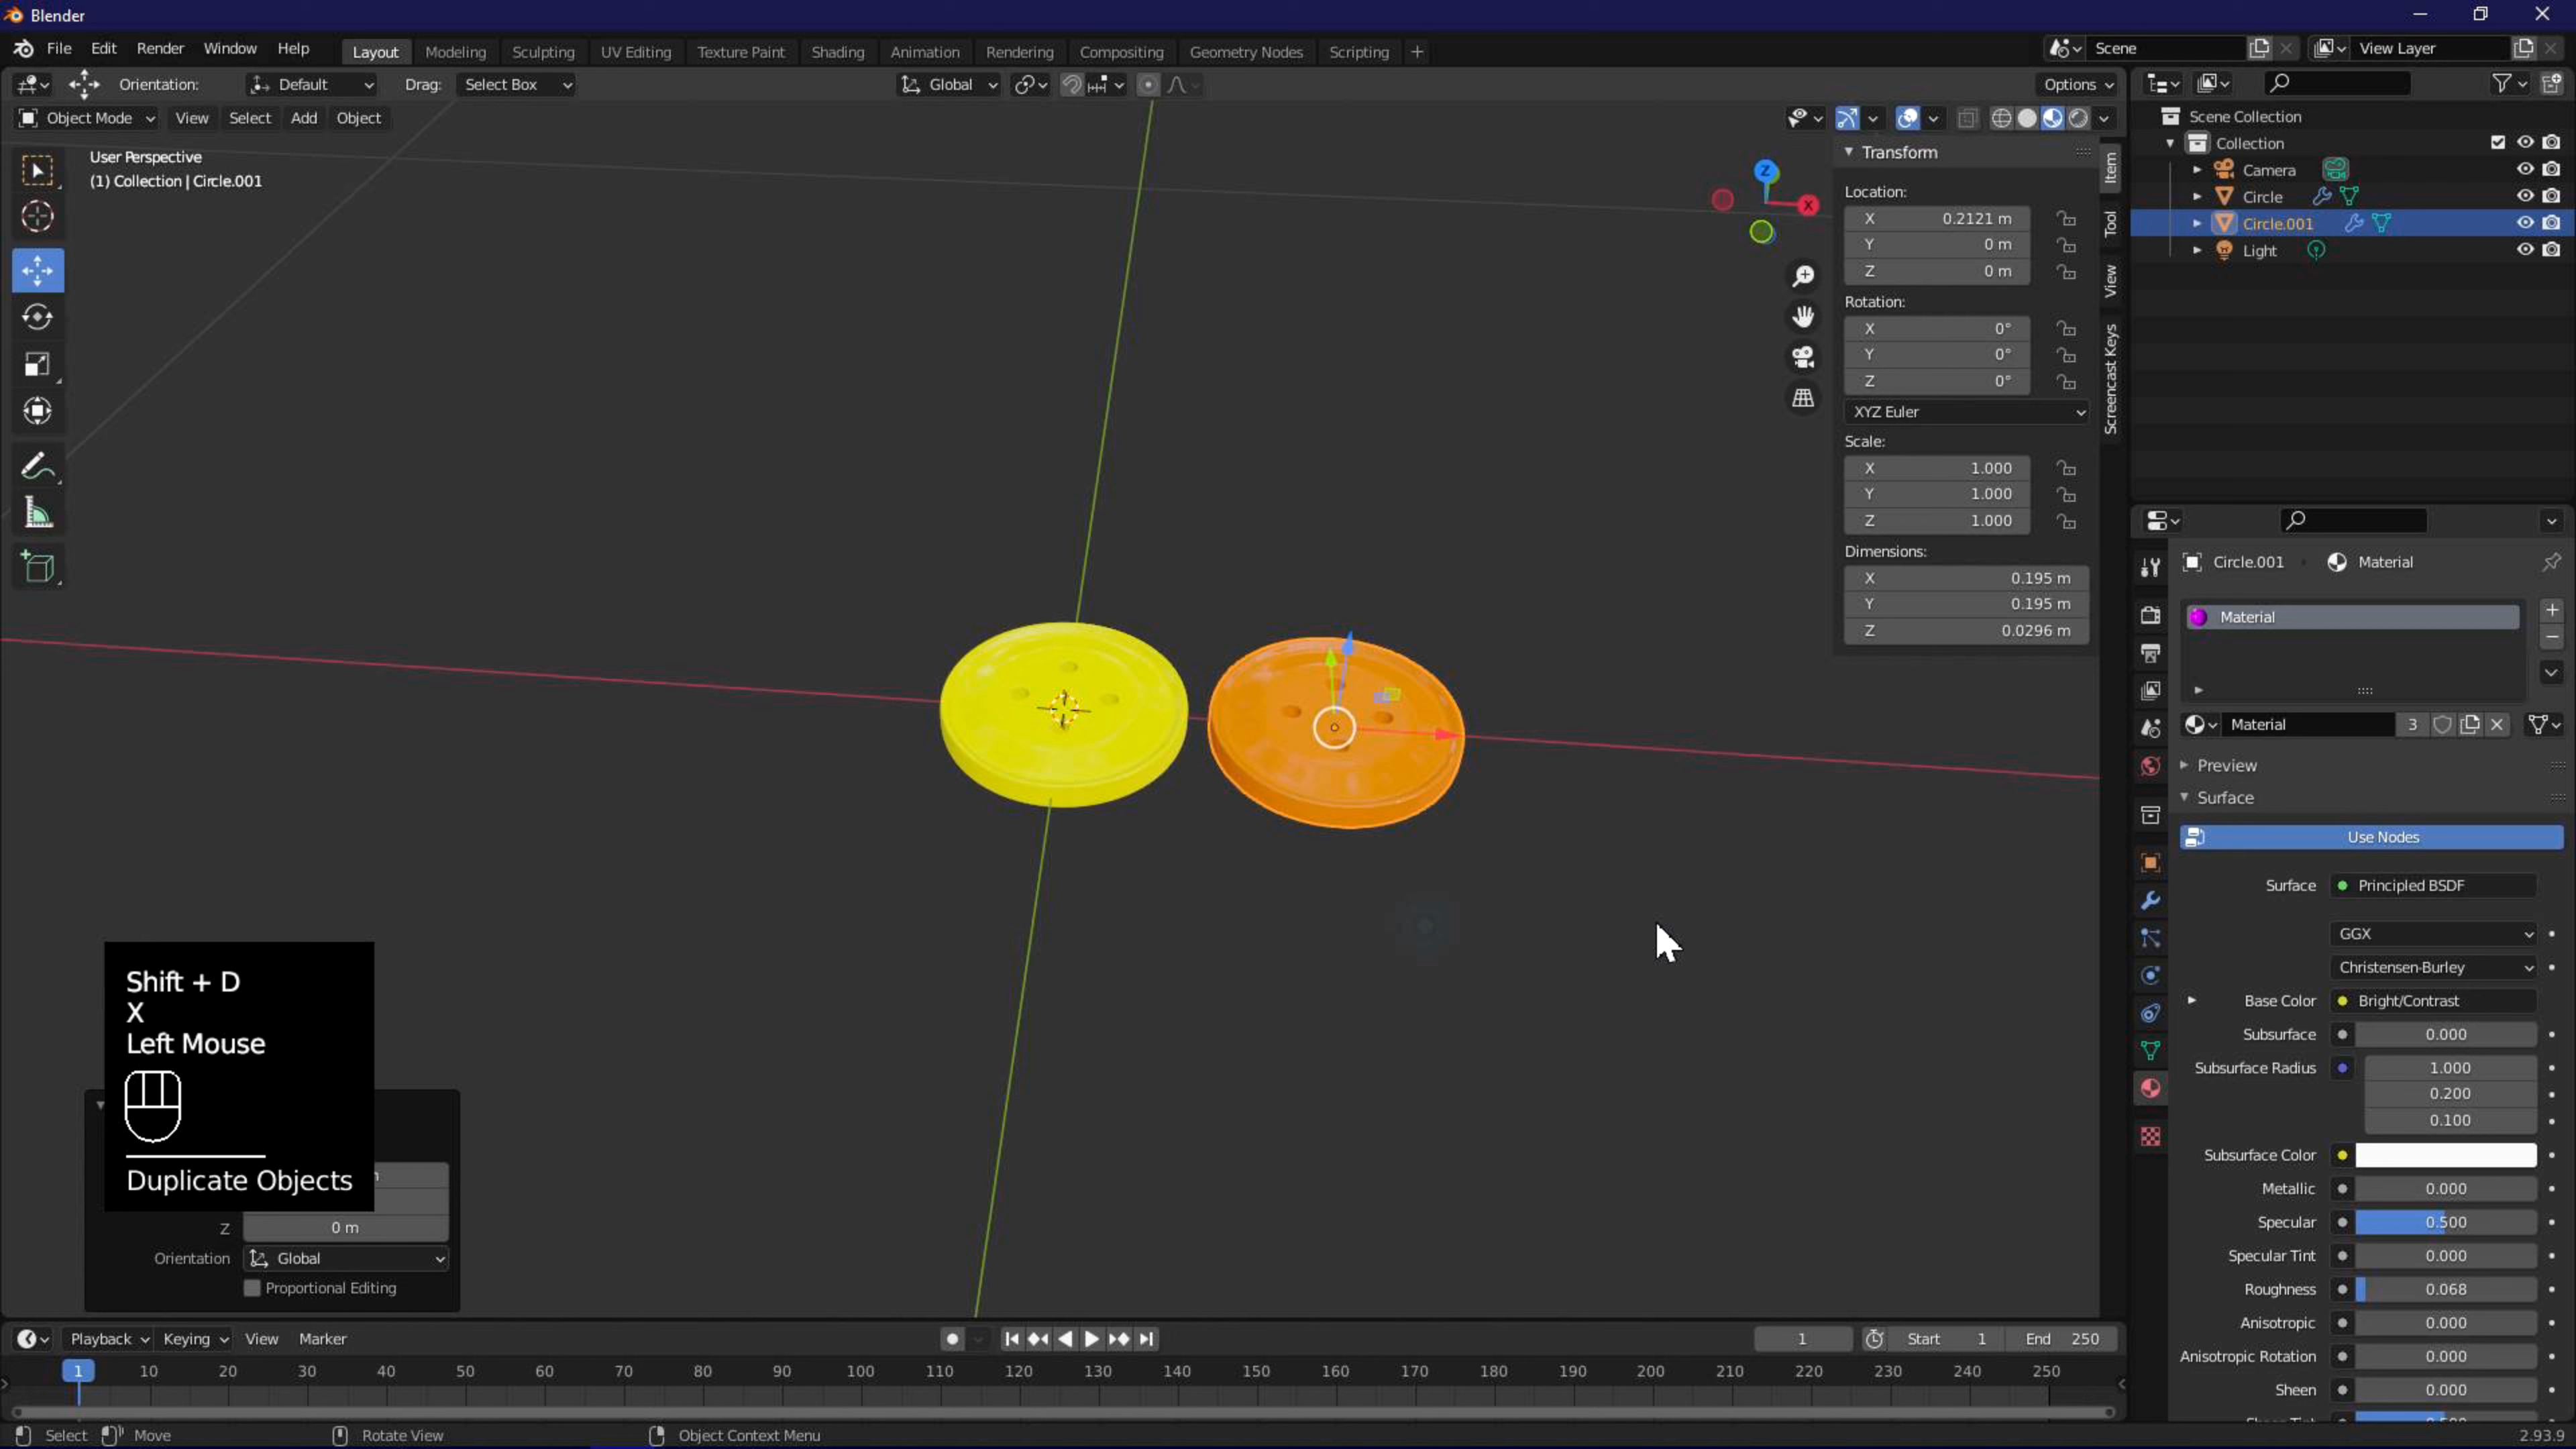 Blender
File Edit Render Window Help Layout Modeling Sculpting UV Editing Texture Paint Shading Animation Rendering Compositing Geometry Nodes Scripting + Scene View Layer
Orientation: Default Drag: Select Box Global Options
Object Mode View Select Add Object
User Perspective
(1) Collection | Circle.001
Z
X
Transform
Location:
X 0.2121 m
Y 0 m
Z 0 m
Rotation:
X 0°
Y 0°
Z 0°
XYZ Euler
Scale:
X 1.000
Y 1.000
Z 1.000
Dimensions:
X 0.195 m
Y 0.195 m
Z 0.0296 m
Item
Tool
View
Screencast Keys
Scene Collection
Collection
Camera
Circle
Circle.001
Light
Circle.001 Material
Material
Material 3
Preview
Surface
Use Nodes
Surface Principled BSDF
GGX
Christensen-Burley
Base Color Bright/Contrast
Subsurface 0.000
Subsurface Radius 1.000
0.200
0.100
Subsurface Color
Metallic 0.000
Specular 0.500
Specular Tint 0.000
Roughness 0.068
Anisotropic 0.000
Anisotropic Rotation 0.000
Sheen 0.000
Shift + D
X
Left Mouse
Duplicate Objects
Z 0 m
Orientation Global
Proportional Editing
Playback Keying View Marker 1 Start 1 End 250
1 10 20 30 40 50 60 70 80 90 100 110 120 130 140 150 160 170 180 190 200 210 220 230 240 250
Select Move Rotate View Object Context Menu 2.93.9